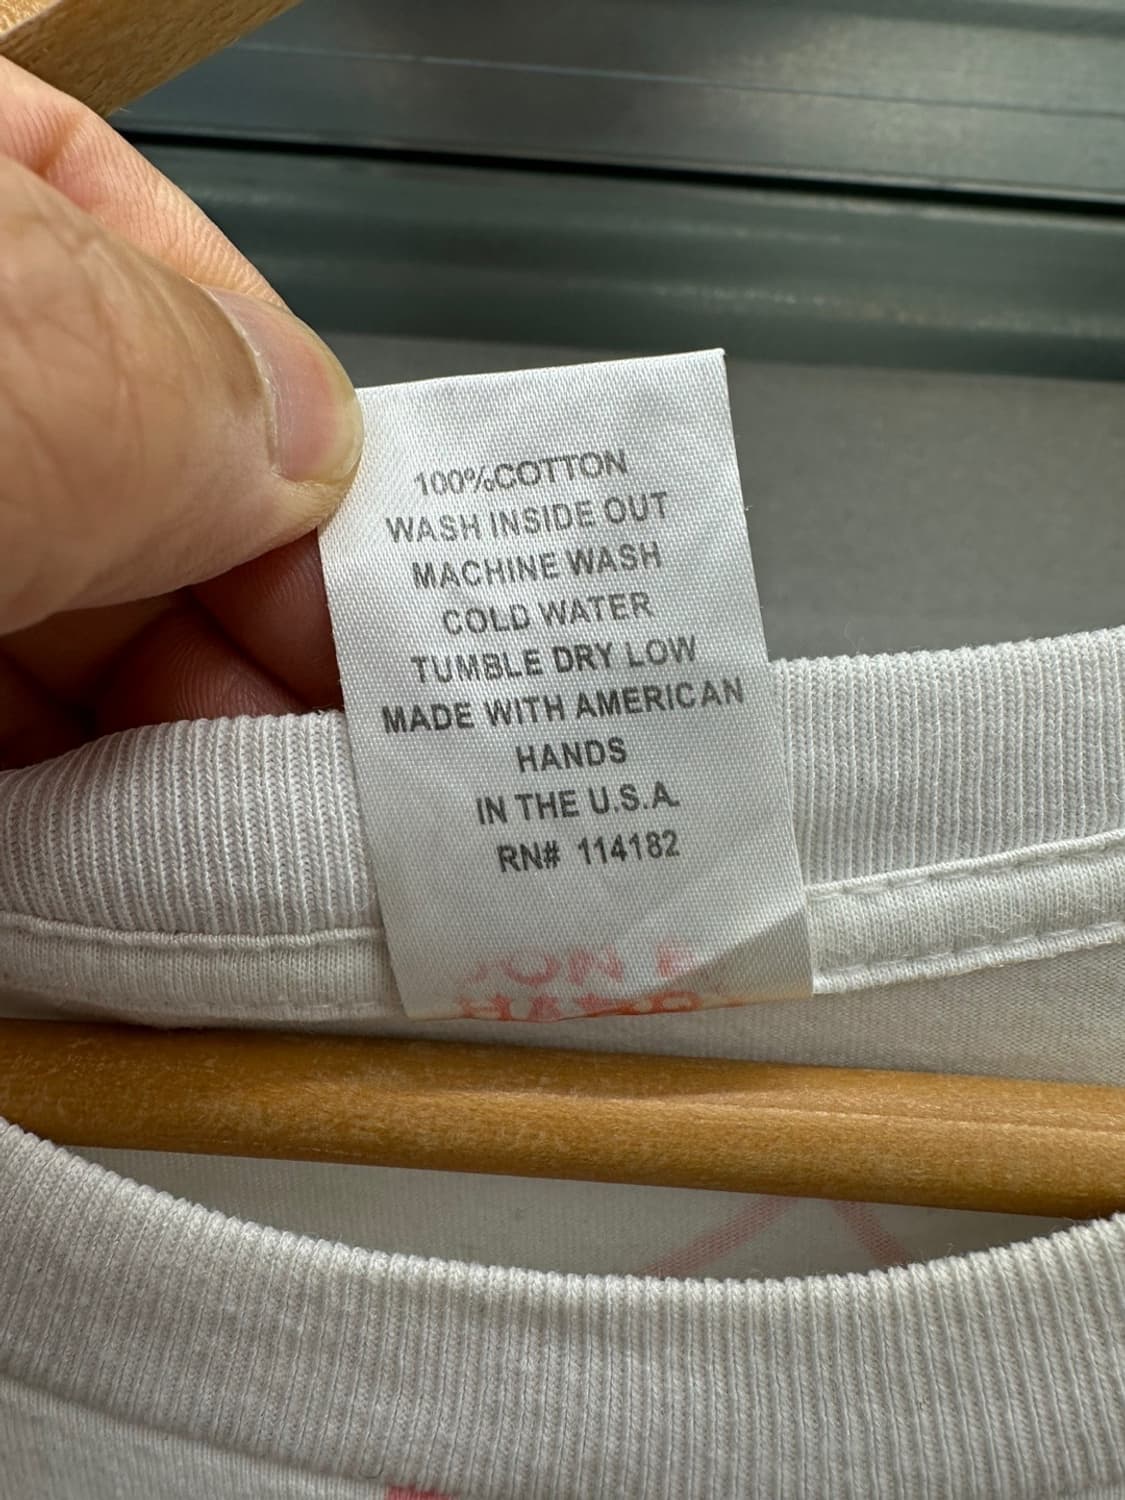 100%COTTON
WASH INSIDE OUT
MACHINE WASH
COLD WATER
TUMBLE DRY LOW
MADE WITH AMERICAN
HANDS
IN THE U.S.A.
RN# 114182